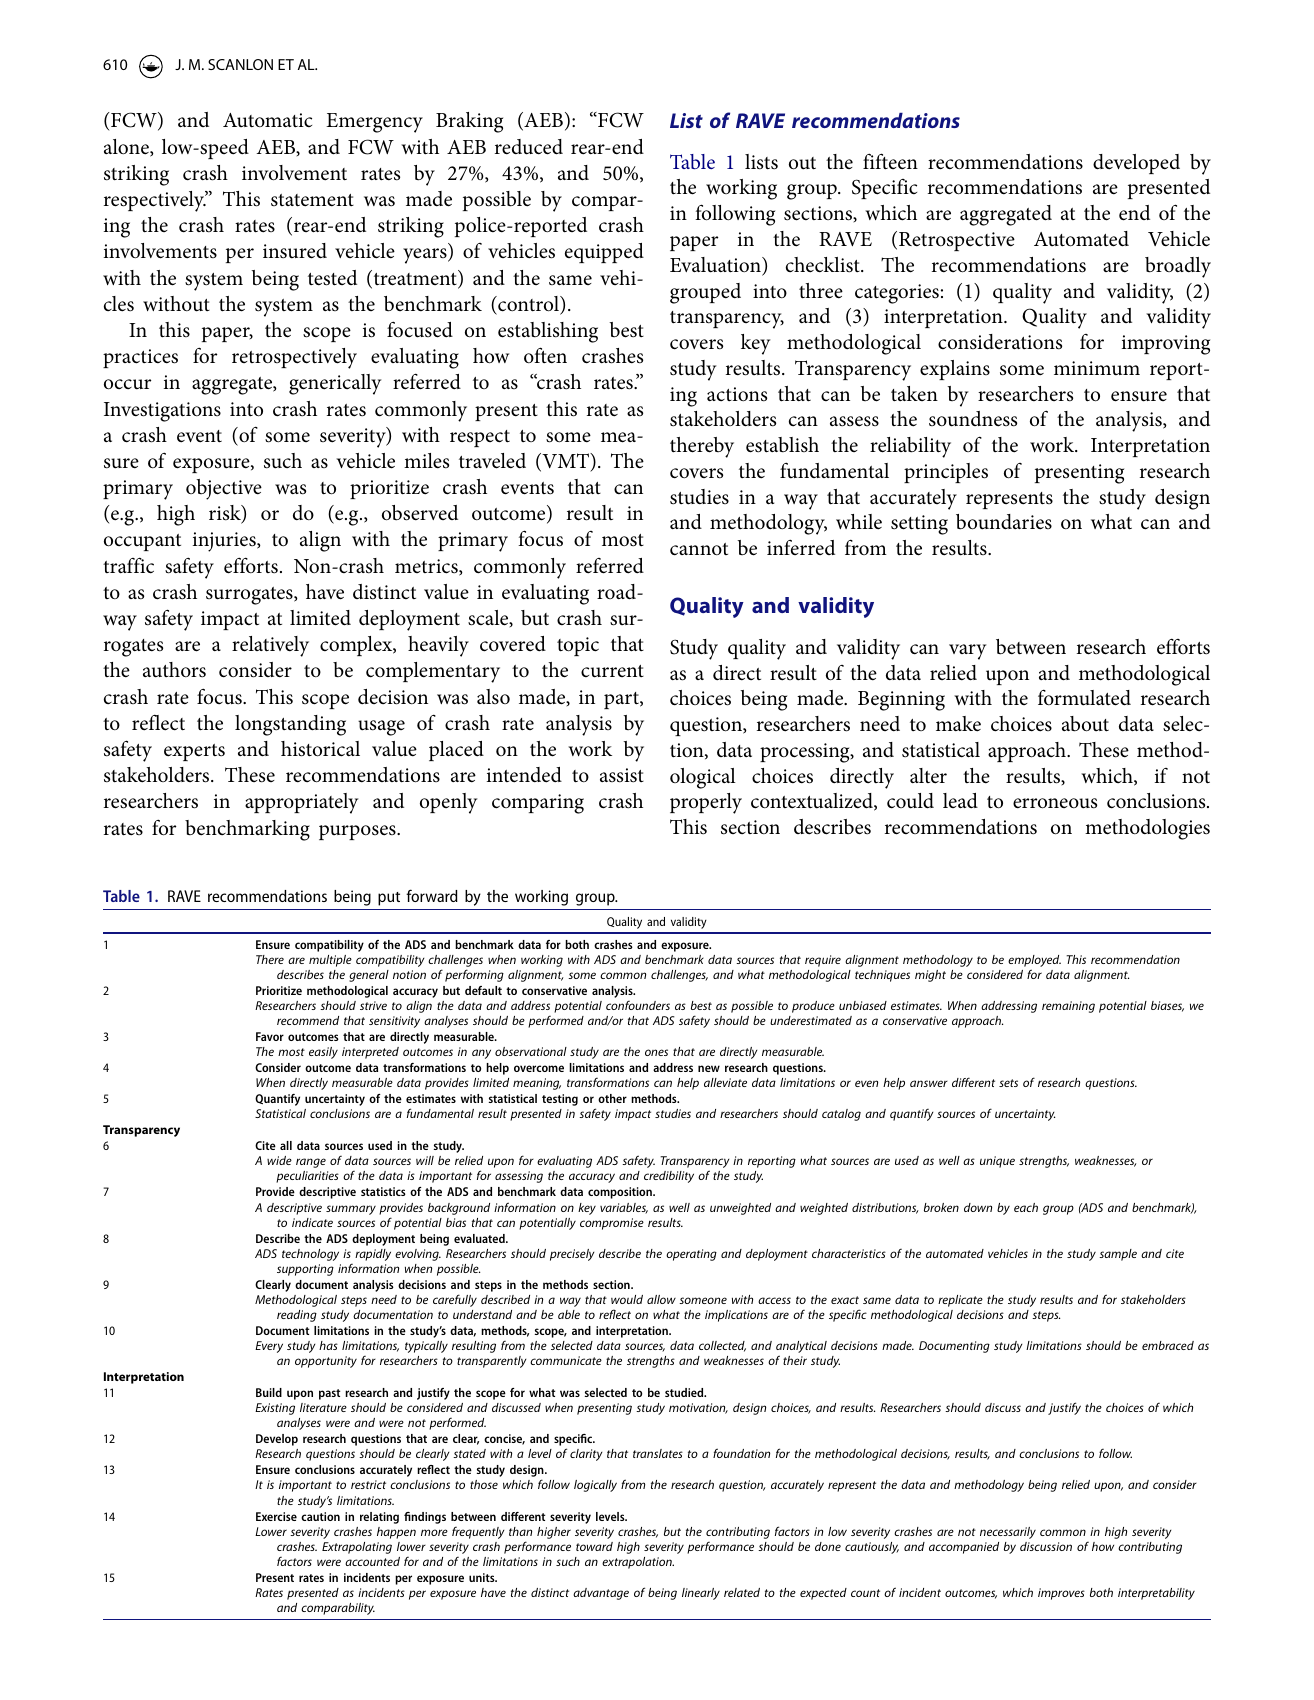 610 J. M. SCANLON ET AL.
(FCW) and Automatic Emergency Braking (AEB): “FCW
alone, low-speed AEB, and FCW with AEB reduced rear-end
striking crash involvement rates by 27%, 43%, and 50%,
respectively.” This statement was made possible by compar-
ing the crash rates (rear-end striking police-reported crash
involvements per insured vehicle years) of vehicles equipped
with the system being tested (treatment) and the same vehi-
cles without the system as the benchmark (control).
In this paper, the scope is focused on establishing best
practices for retrospectively evaluating how often crashes
occur in aggregate, generically referred to as “crash rates.”
Investigations into crash rates commonly present this rate as
a crash event (of some severity) with respect to some mea-
sure of exposure, such as vehicle miles traveled (VMT). The
primary objective was to prioritize crash events that can
(e.g., high risk) or do (e.g., observed outcome) result in
occupant injuries, to align with the primary focus of most
traffic safety efforts. Non-crash metrics, commonly referred
to as crash surrogates, have distinct value in evaluating road-
way safety impact at limited deployment scale, but crash sur-
rogates are a relatively complex, heavily covered topic that
the authors consider to be complementary to the current
crash rate focus. This scope decision was also made, in part,
to reflect the longstanding usage of crash rate analysis by
safety experts and historical value placed on the work by
stakeholders. These recommendations are intended to assist
researchers in appropriately and openly comparing crash
rates for benchmarking purposes.
List of RAVE recommendations
Table 1 lists out the fifteen recommendations developed by
the working group. Specific recommendations are presented
in following sections, which are aggregated at the end of the
paper in the RAVE (Retrospective Automated Vehicle
Evaluation) checklist. The recommendations are broadly
grouped into three categories: (1) quality and validity, (2)
transparency, and (3) interpretation. Quality and validity
covers key methodological considerations for improving
study results. Transparency explains some minimum report-
ing actions that can be taken by researchers to ensure that
stakeholders can assess the soundness of the analysis, and
thereby establish the reliability of the work. Interpretation
covers the fundamental principles of presenting research
studies in a way that accurately represents the study design
and methodology, while setting boundaries on what can and
cannot be inferred from the results.
Quality and validity
Study quality and validity can vary between research efforts
as a direct result of the data relied upon and methodological
choices being made. Beginning with the formulated research
question, researchers need to make choices about data selec-
tion, data processing, and statistical approach. These method-
ological choices directly alter the results, which, if not
properly contextualized, could lead to erroneous conclusions.
This section describes recommendations on methodologies
Table 1. RAVE recommendations being put forward by the working group.
Quality and validity
1 Ensure compatibility of the ADS and benchmark data for both crashes and exposure.
There are multiple compatibility challenges when working with ADS and benchmark data sources that require alignment methodology to be employed. This recommendation
describes the general notion of performing alignment, some common challenges, and what methodological techniques might be considered for data alignment.
2 Prioritize methodological accuracy but default to conservative analysis.
Researchers should strive to align the data and address potential confounders as best as possible to produce unbiased estimates. When addressing remaining potential biases, we
recommend that sensitivity analyses should be performed and/or that ADS safety should be underestimated as a conservative approach.
3 Favor outcomes that are directly measurable.
The most easily interpreted outcomes in any observational study are the ones that are directly measurable.
4 Consider outcome data transformations to help overcome limitations and address new research questions.
When directly measurable data provides limited meaning, transformations can help alleviate data limitations or even help answer different sets of research questions.
5 Quantify uncertainty of the estimates with statistical testing or other methods.
Statistical conclusions are a fundamental result presented in safety impact studies and researchers should catalog and quantify sources of uncertainty.
Transparency
6 Cite all data sources used in the study.
A wide range of data sources will be relied upon for evaluating ADS safety. Transparency in reporting what sources are used as well as unique strengths, weaknesses, or
peculiarities of the data is important for assessing the accuracy and credibility of the study.
7 Provide descriptive statistics of the ADS and benchmark data composition.
A descriptive summary provides background information on key variables, as well as unweighted and weighted distributions, broken down by each group (ADS and benchmark),
to indicate sources of potential bias that can potentially compromise results.
8 Describe the ADS deployment being evaluated.
ADS technology is rapidly evolving. Researchers should precisely describe the operating and deployment characteristics of the automated vehicles in the study sample and cite
supporting information when possible.
9 Clearly document analysis decisions and steps in the methods section.
Methodological steps need to be carefully described in a way that would allow someone with access to the exact same data to replicate the study results and for stakeholders
reading study documentation to understand and be able to reflect on what the implications are of the specific methodological decisions and steps.
10 Document limitations in the study’s data, methods, scope, and interpretation.
Every study has limitations, typically resulting from the selected data sources, data collected, and analytical decisions made. Documenting study limitations should be embraced as
an opportunity for researchers to transparently communicate the strengths and weaknesses of their study.
Interpretation
11 Build upon past research and justify the scope for what was selected to be studied.
Existing literature should be considered and discussed when presenting study motivation, design choices, and results. Researchers should discuss and justify the choices of which
analyses were and were not performed.
12 Develop research questions that are clear, concise, and specific.
Research questions should be clearly stated with a level of clarity that translates to a foundation for the methodological decisions, results, and conclusions to follow.
13 Ensure conclusions accurately reflect the study design.
It is important to restrict conclusions to those which follow logically from the research question, accurately represent the data and methodology being relied upon, and consider
the study’s limitations.
14 Exercise caution in relating findings between different severity levels.
Lower severity crashes happen more frequently than higher severity crashes, but the contributing factors in low severity crashes are not necessarily common in high severity
crashes. Extrapolating lower severity crash performance toward high severity performance should be done cautiously, and accompanied by discussion of how contributing
factors were accounted for and of the limitations in such an extrapolation.
15 Present rates in incidents per exposure units.
Rates presented as incidents per exposure have the distinct advantage of being linearly related to the expected count of incident outcomes, which improves both interpretability
and comparability.